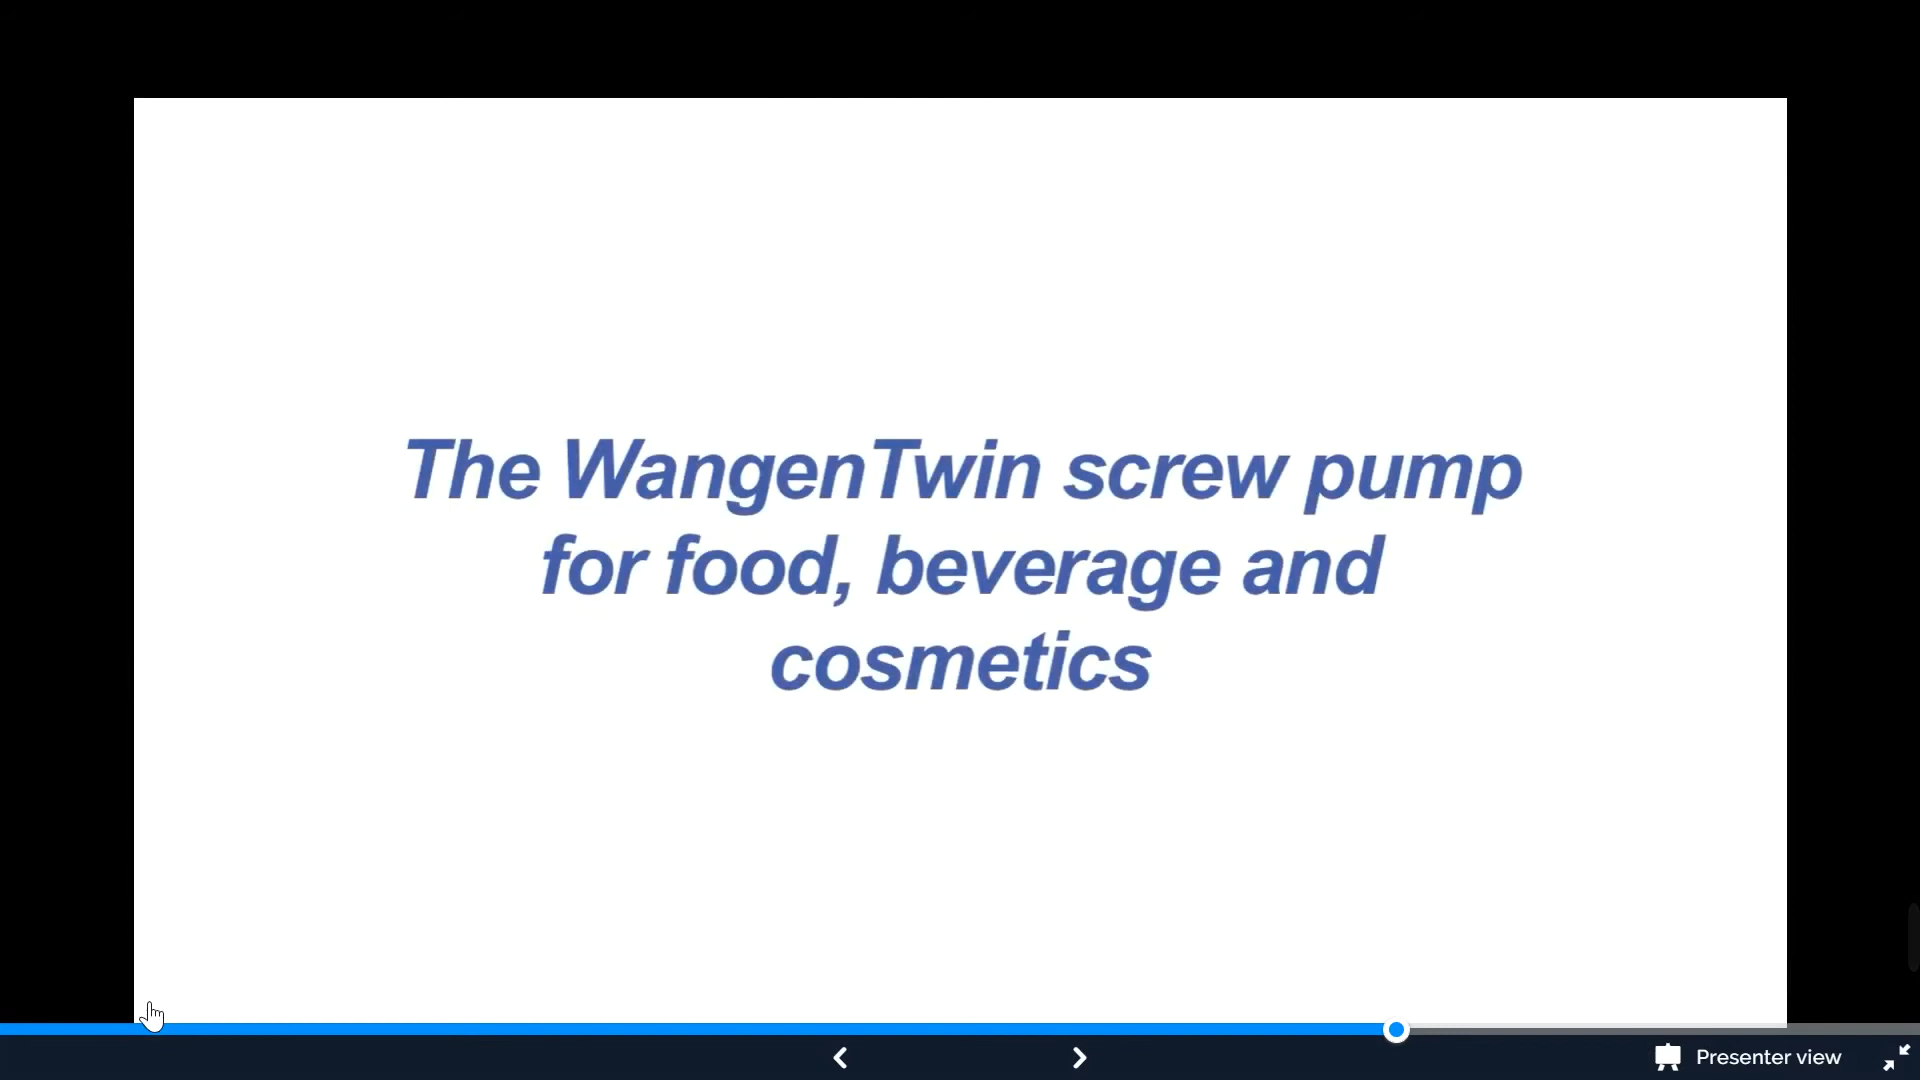 The WangenTwin screw pump
for food, beverage and
cosmetics
Presenter view